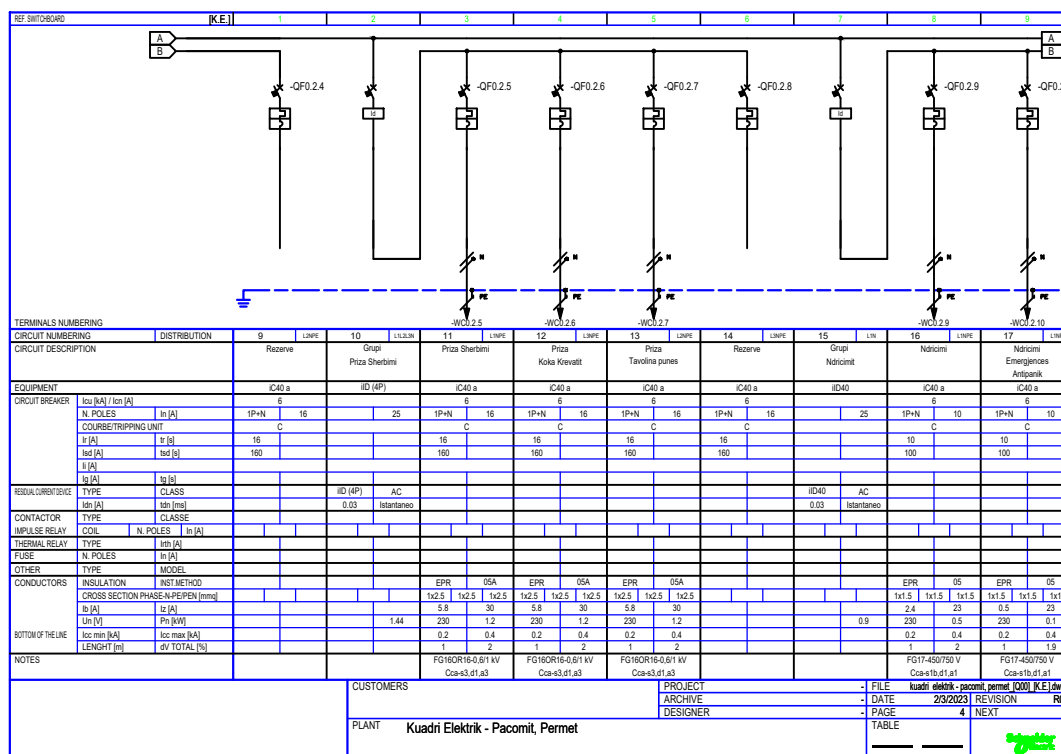 REF. SWITCHBOARD [K.E.] 1 2 3 4 5 6 7 8 9
A A
B B
-QF0.2.4 -QF0.2.5 -QF0.2.6 -QF0.2.7 -QF0.2.8 -QF0.2.9 -QF0.2
Id Id
N N N N N
PE PE PE PE PE
TERMINALS NUMBERING -WC0.2.5 -WC0.2.6 -WC0.2.7 -WC0.2.9 -WC0.2.10
CIRCUIT NUMBERING DISTRIBUTION 9 L2NPE 10 L1L2L3N 11 L1NPE 12 L3NPE 13 L2NPE 14 L3NPE 15 L1N 16 L1NPE 17
CIRCUIT DESCRIPTION Rezerve Grupi Priza Sherbimi Priza Priza Rezerve Grupi Ndricimi Ndricimi
Priza Sherbimi Koka Krevatit Tavolina punes Ndricimit Emergjences
Antipanik
EQUIPMENT iC40 a iID (4P) iC40 a iC40 a iC40 a iC40 a iID40 iC40 a iC40 a
CIRCUIT BREAKER Icu [kA] / Icn [A] 6 6 6 6 6 6 6
N. POLES In [A] 1P+N 16 25 1P+N 16 1P+N 16 1P+N 16 1P+N 16 25 1P+N 10 1P+N 10
COURBE/TRIPPING UNIT C C C C C C C
Ir [A] tr [s] 16 16 16 16 16 10 10
Isd [A] tsd [s] 160 160 160 160 160 100 100
Ii [A]
Ig [A] tg [s]
RESIDUAL CURRENT DEVICE TYPE CLASS iID (4P) AC iID40 AC
Idn [A] tdn [ms] 0.03 Istantaneo 0.03 Istantaneo
CONTACTOR TYPE CLASSE
IMPULSE RELAY COIL N. POLES In [A]
THERMAL RELAY TYPE Irth [A]
FUSE N. POLES In [A]
OTHER TYPE MODEL
CONDUCTORS INSULATION INST.METHOD EPR 05A EPR 05A EPR 05A EPR 05 EPR 05
CROSS SECTION PHASE-N-PE/PEN [mmq] 1x2.5 1x2.5 1x2.5 1x2.5 1x2.5 1x2.5 1x2.5 1x2.5 1x2.5 1x1.5 1x1.5 1x1.5 1x1.5 1x1.5 1x1
Ib [A] Iz [A] 5.8 30 5.8 30 5.8 30 2.4 23 0.5 23
Un [V] Pn [kW] 1.44 230 1.2 230 1.2 230 1.2 0.9 230 0.5 230 0.1
BOTTOM OF THE LINE Icc min [kA] Icc max [kA] 0.2 0.4 0.2 0.4 0.2 0.4 0.2 0.4 0.2 0.4
LENGHT [m] dV TOTAL [%] 1 2 1 2 1 2 1 2 1 1.9
NOTES FG16OR16-0,6/1 kV FG16OR16-0,6/1 kV FG16OR16-0,6/1 kV FG17-450/750 V FG17-450/750 V
Cca-s3,d1,a3 Cca-s3,d1,a3 Cca-s3,d1,a3 Cca-s1b,d1,a1 Cca-s1b,d1,a1
CUSTOMERS PROJECT - FILE kuadri elektrik - pacomit, permet_[Q00]_[K.E.].dw
ARCHIVE - DATE 2/3/2023 REVISION
DESIGNER - PAGE 4 NEXT
PLANT Kuadri Elektrik - Pacomit, Permet TABLE
Schneider Electric